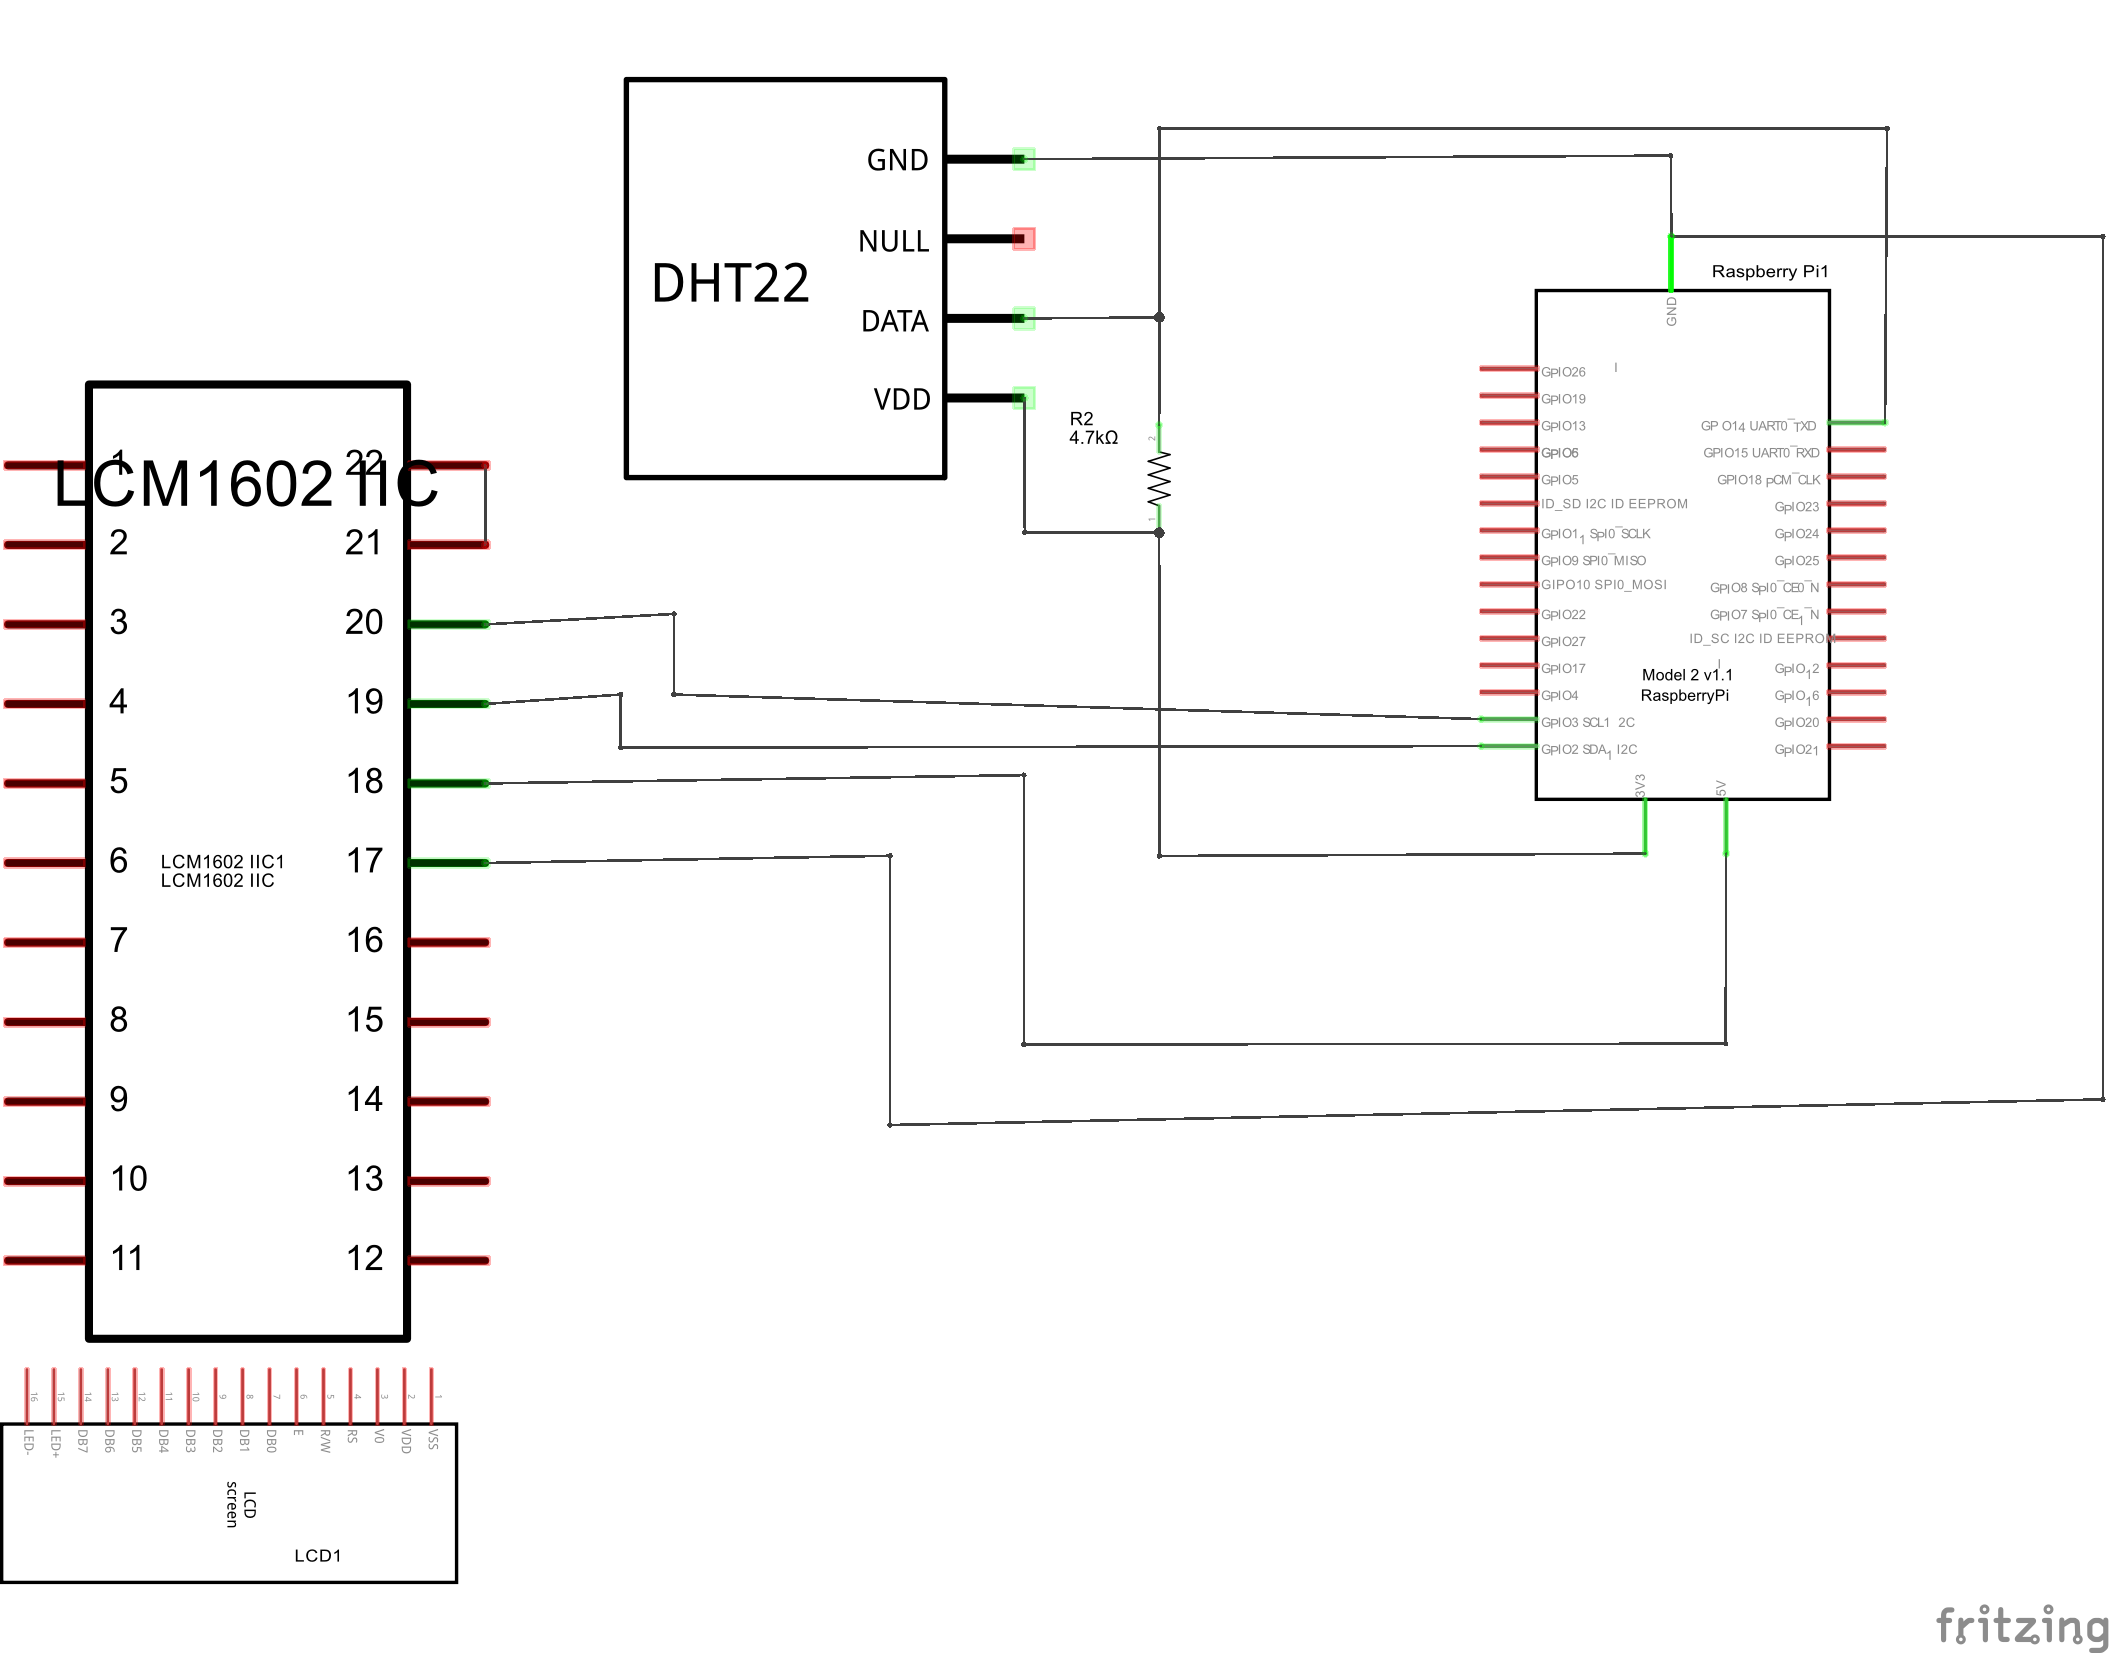 DHT22
GND
NULL
DATA
VDD
R2
4.7kΩ
2
1
LCM1602 IIC
1
2
3
4
5
6
7
8
9
10
11
22
21
20
19
18
17
16
15
14
13
12
LCM1602 IIC1
LCM1602 IIC
Raspberry Pi1
GND
GpIO26
GpIO19
GpIO13
GpIO6
GpIO5
ID_SD I2C ID EEPROM
GpIO11 SpI0_SCLK
GpIO9 SPI0_MISO
GIPO10 SPI0_MOSI
GpIO22
GpIO27
GpIO17
GpIO4
GpIO3 SCL1 2C
GpIO2 SDA1 I2C
GP O14 UART0_TXD
GPIO15 UART0_RXD
GPIO18 pCM_CLK
GpIO23
GpIO24
GpIO25
GpIO8 SpI0_CE0_N
GpIO7 SpI0_CE1_N
ID_SC I2C ID EEPROM
GpIO12
GpIO16
GpIO20
GpIO21
Model 2 v1.1
RaspberryPi
3V3
5V
16 15 14 13 12 11 10 9 8 7 6 5 4 3 2 1
LED- LED+ DB7 DB6 DB5 DB4 DB3 DB2 DB1 DB0 E R/W RS V0 VDD VSS
LCD
screen
LCD1
fritzing